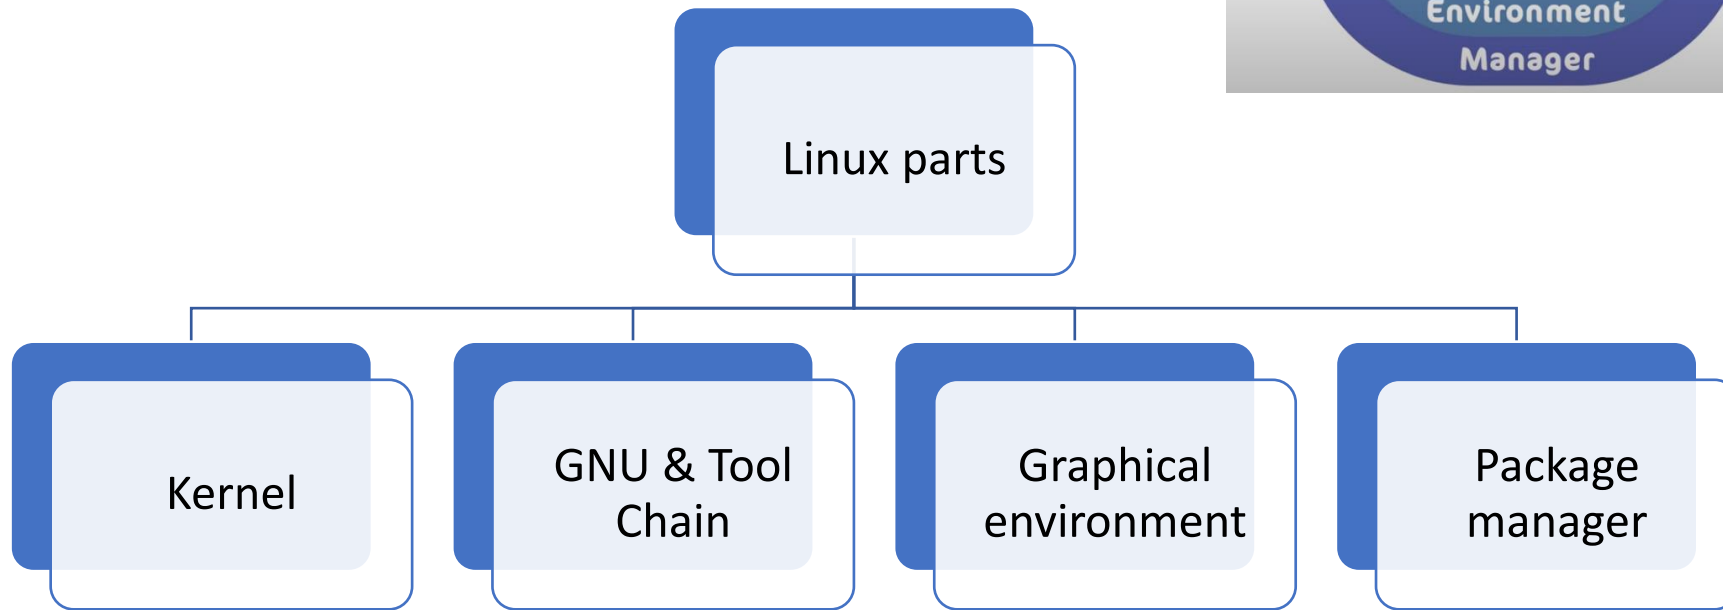 Environment
Manager
Linux parts
Kernel
GNU & Tool
Chain
Graphical
environment
Package
manager